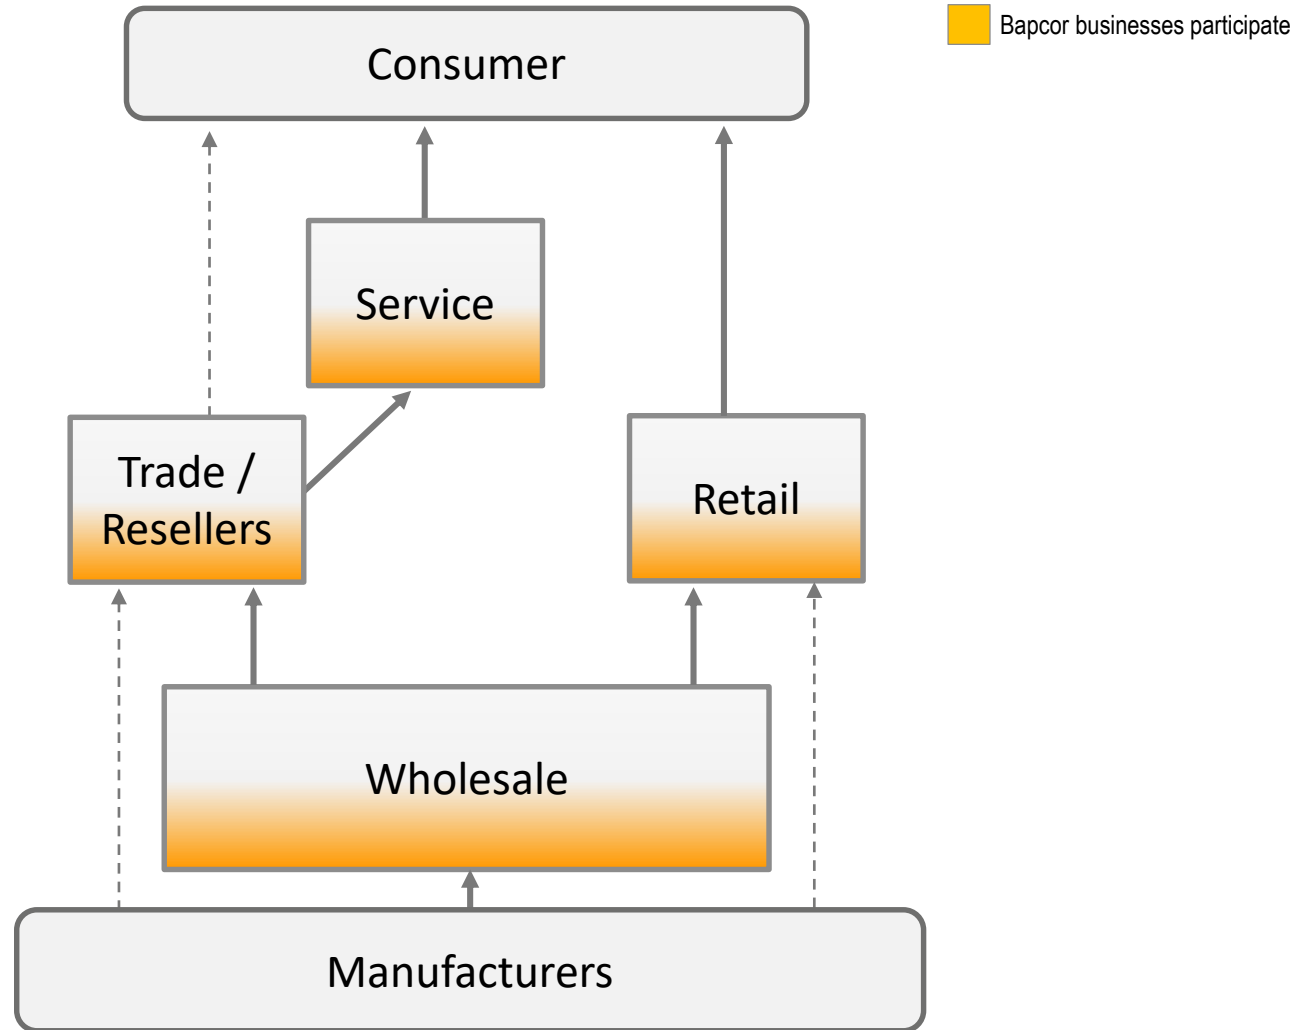 Bapcor businesses participate
Consumer
Service
Trade /
Resellers
Retail
Wholesale
Manufacturers